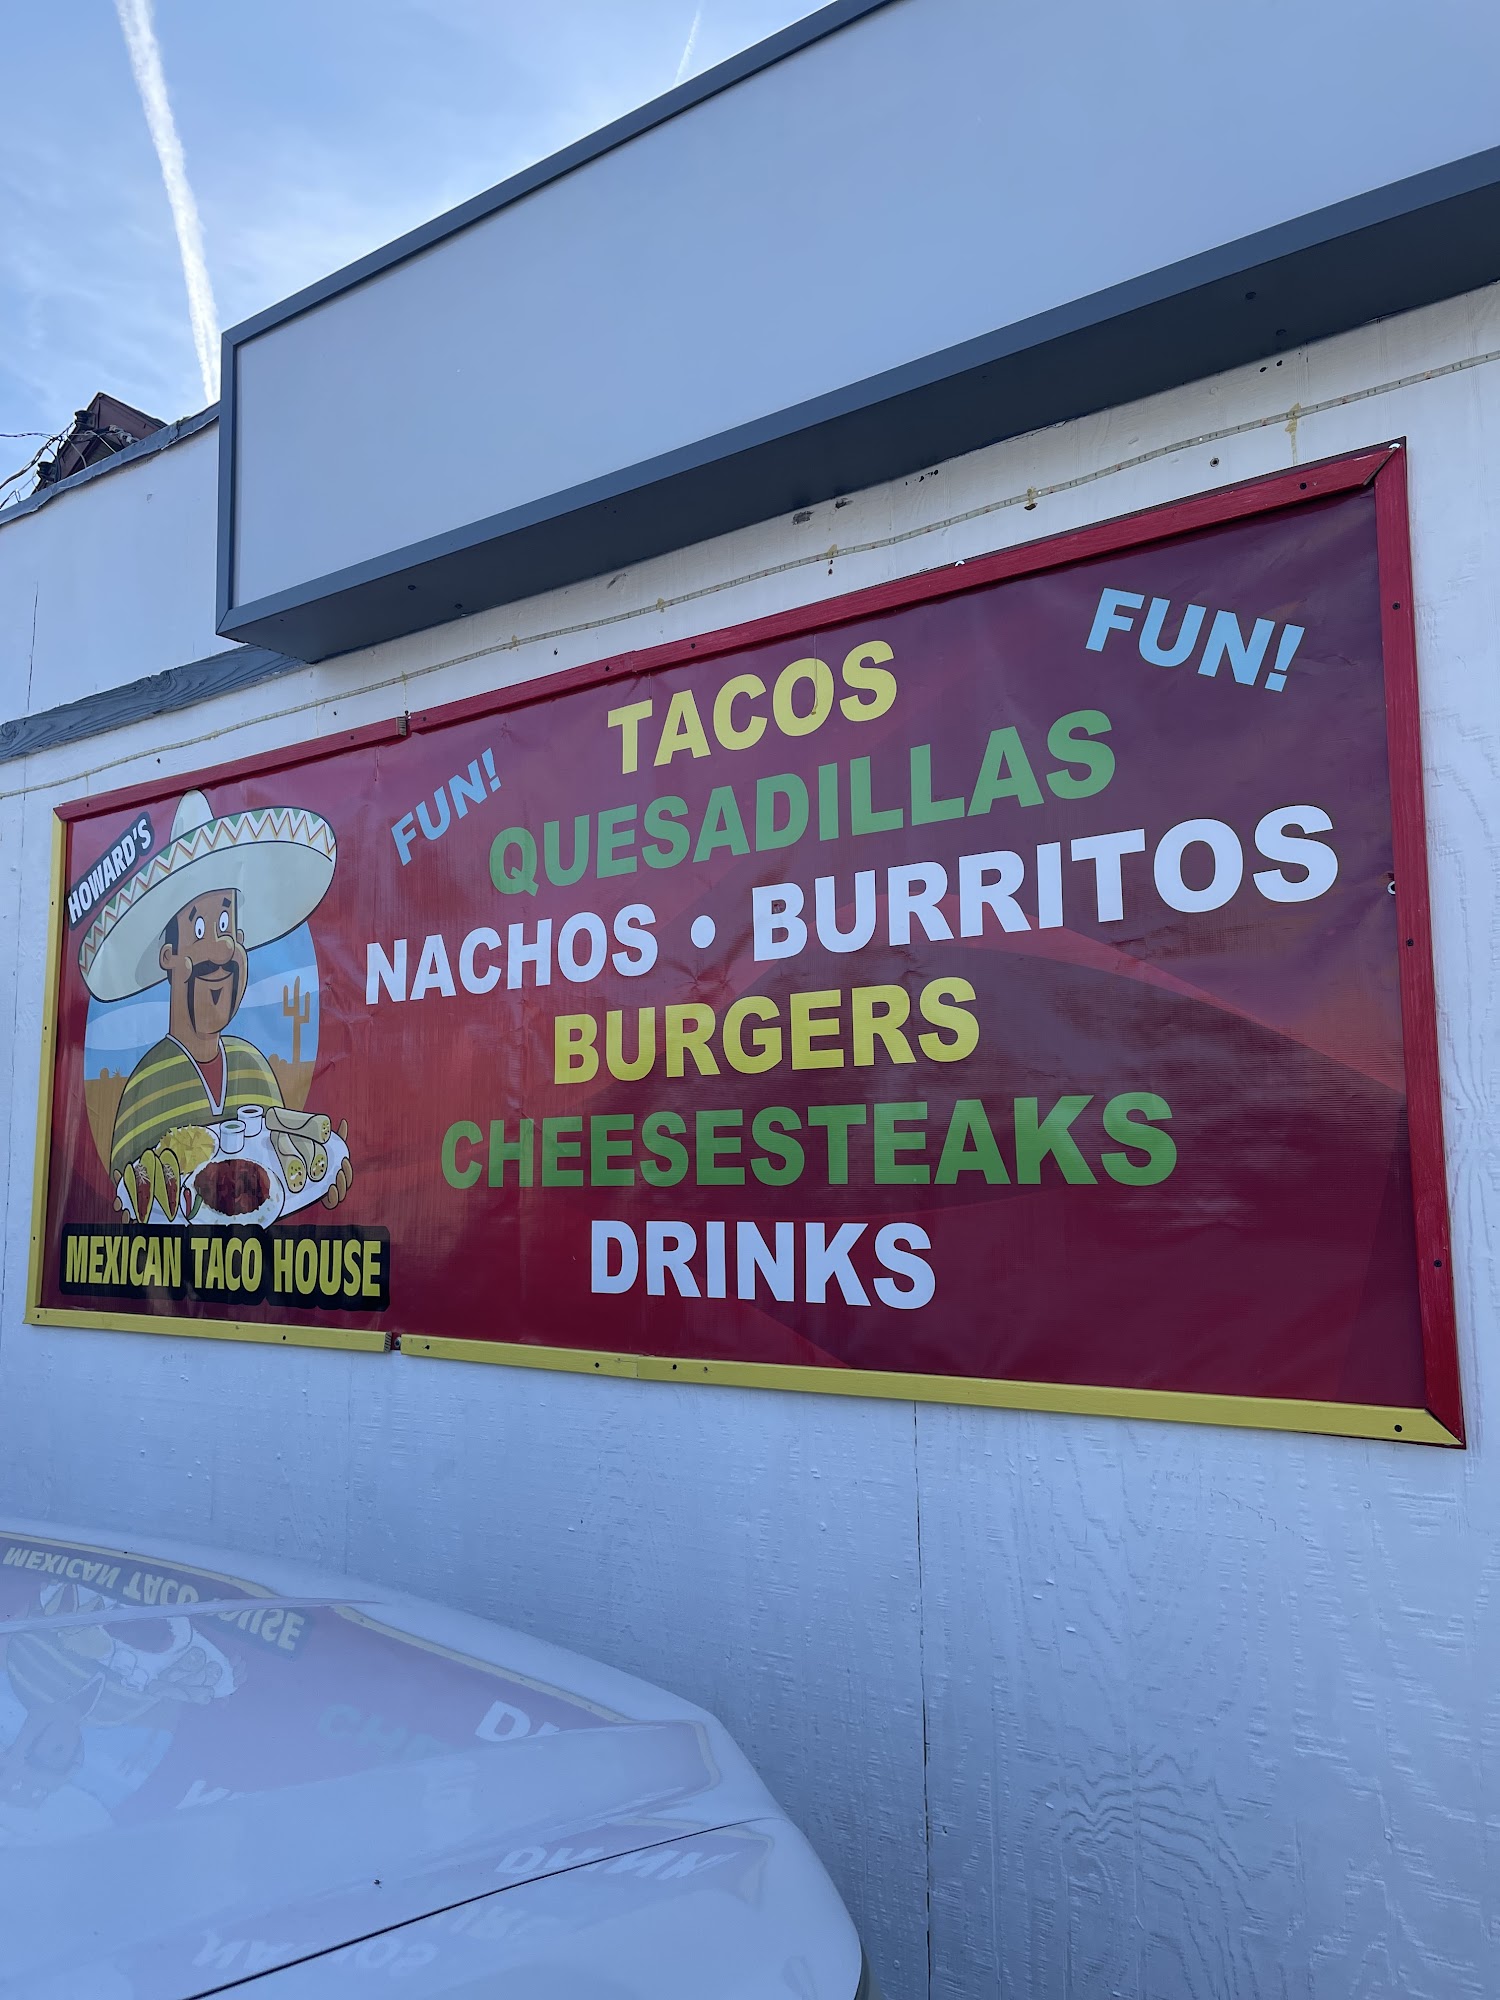 HOWARD'S
MEXICAN TACO HOUSE
FUN!
FUN!
TACOS
QUESADILLAS
NACHOS • BURRITOS
BURGERS
CHEESESTEAKS
DRINKS